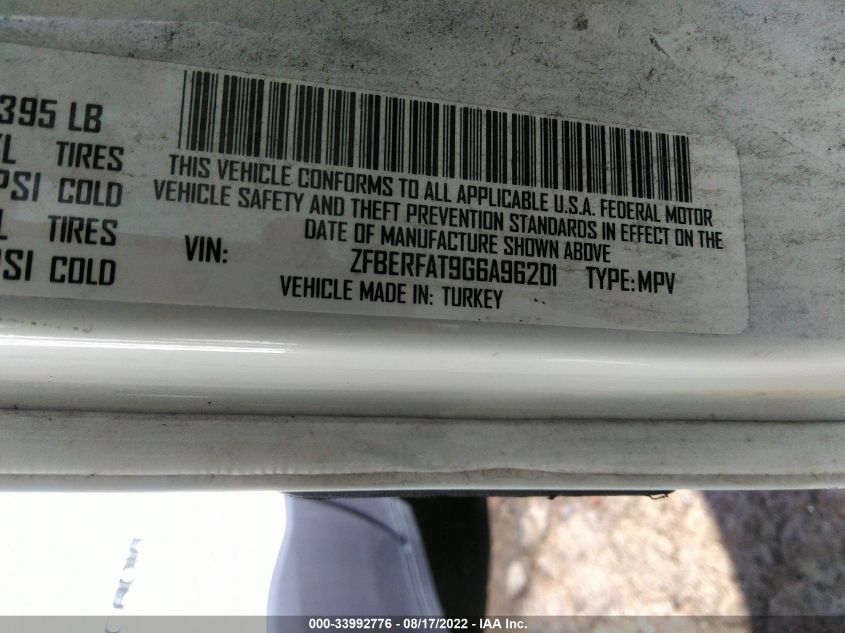 395 LB
TIRES
PSI COLD
TIRES
SI COLD
THIS VEHICLE CONFORMS TO ALL APPLICABLE U.S.A. FEDERAL MOTOR
VEHICLE SAFETY AND THEFT PREVENTION STANDARDS IN EFFECT ON THE
DATE OF MANUFACTURE SHOWN ABOVE
VIN: ZFBERFAT9G6A96201 TYPE: MPV
VEHICLE MADE IN: TURKEY
000-33992776 - 08/17/2022 - IAA Inc.